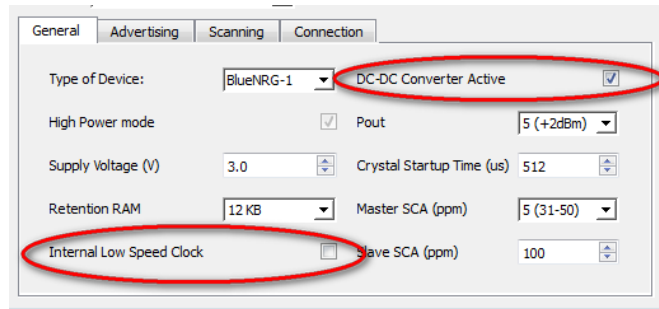 General Advertising Scanning Connection
Type of Device: BlueNRG-1 DC-DC Converter Active
High Power mode Pout 5 (+2dBm)
Supply Voltage (V) 3.0 Crystal Startup Time (us) 512
Retention RAM 12 KB Master SCA (ppm) 5 (31-50)
Internal Low Speed Clock Slave SCA (ppm) 100